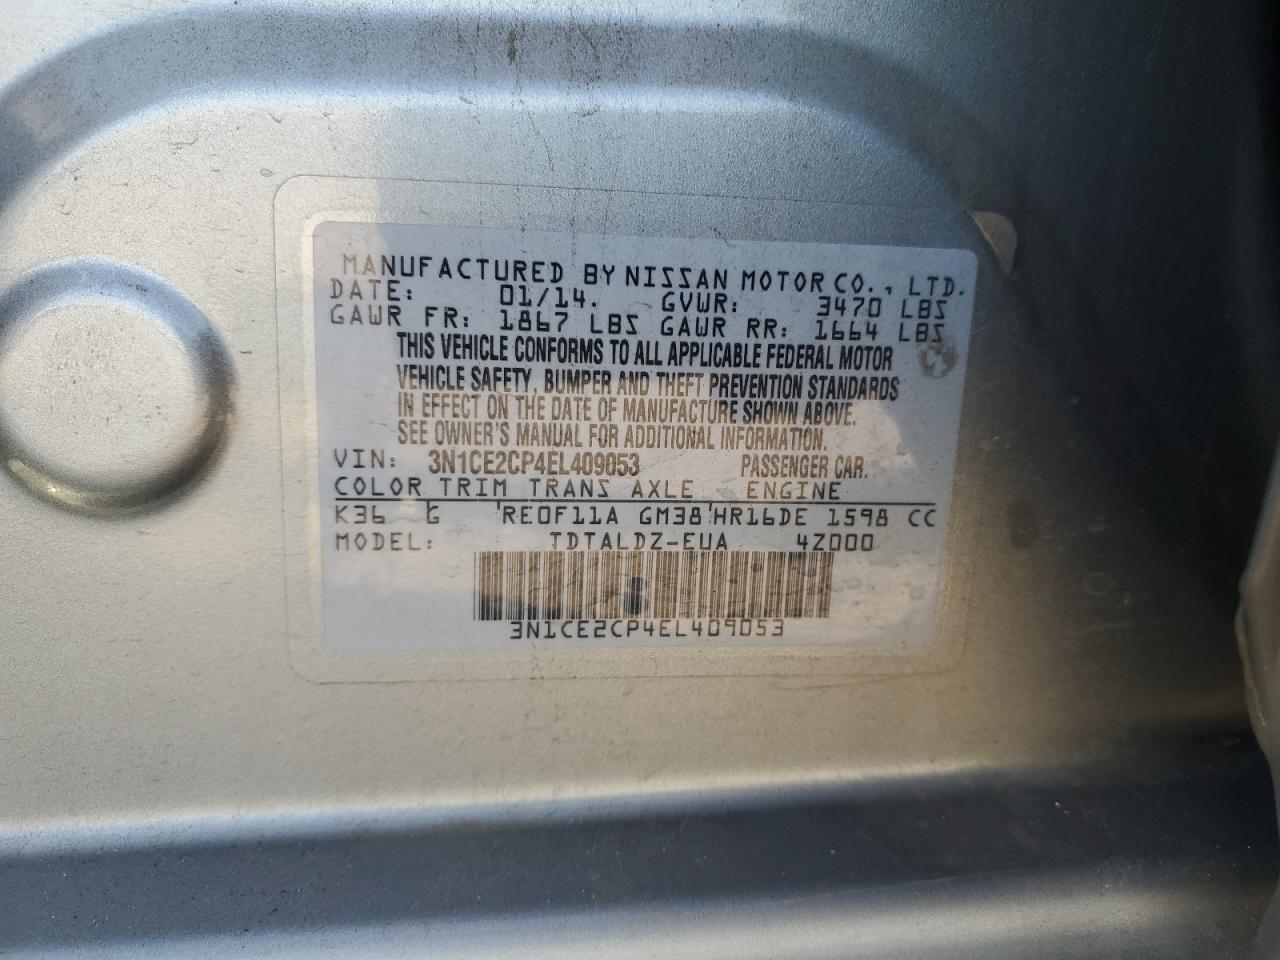 MANUFACTURED BY NISSAN MOTOR CO., LTD.
DATE: 01/14. GVWR: 3470 LBS
GAWR FR: 1867 LBS GAWR RR: 1664 LBS
THIS VEHICLE CONFORMS TO ALL APPLICABLE FEDERAL MOTOR
VEHICLE SAFETY, BUMPER AND THEFT PREVENTION STANDARDS
IN EFFECT ON THE DATE OF MANUFACTURE SHOWN ABOVE.
SEE OWNER'S MANUAL FOR ADDITIONAL INFORMATION.
VIN: 3N1CE2CP4EL409053 PASSENGER CAR.
COLOR TRIM TRANS AXLE ENGINE
K36 G RE0F11A GM38 HR16DE 1598 CC
MODEL: TDTALDZ-EUA 4Z000
3N1CE2CP4EL409053